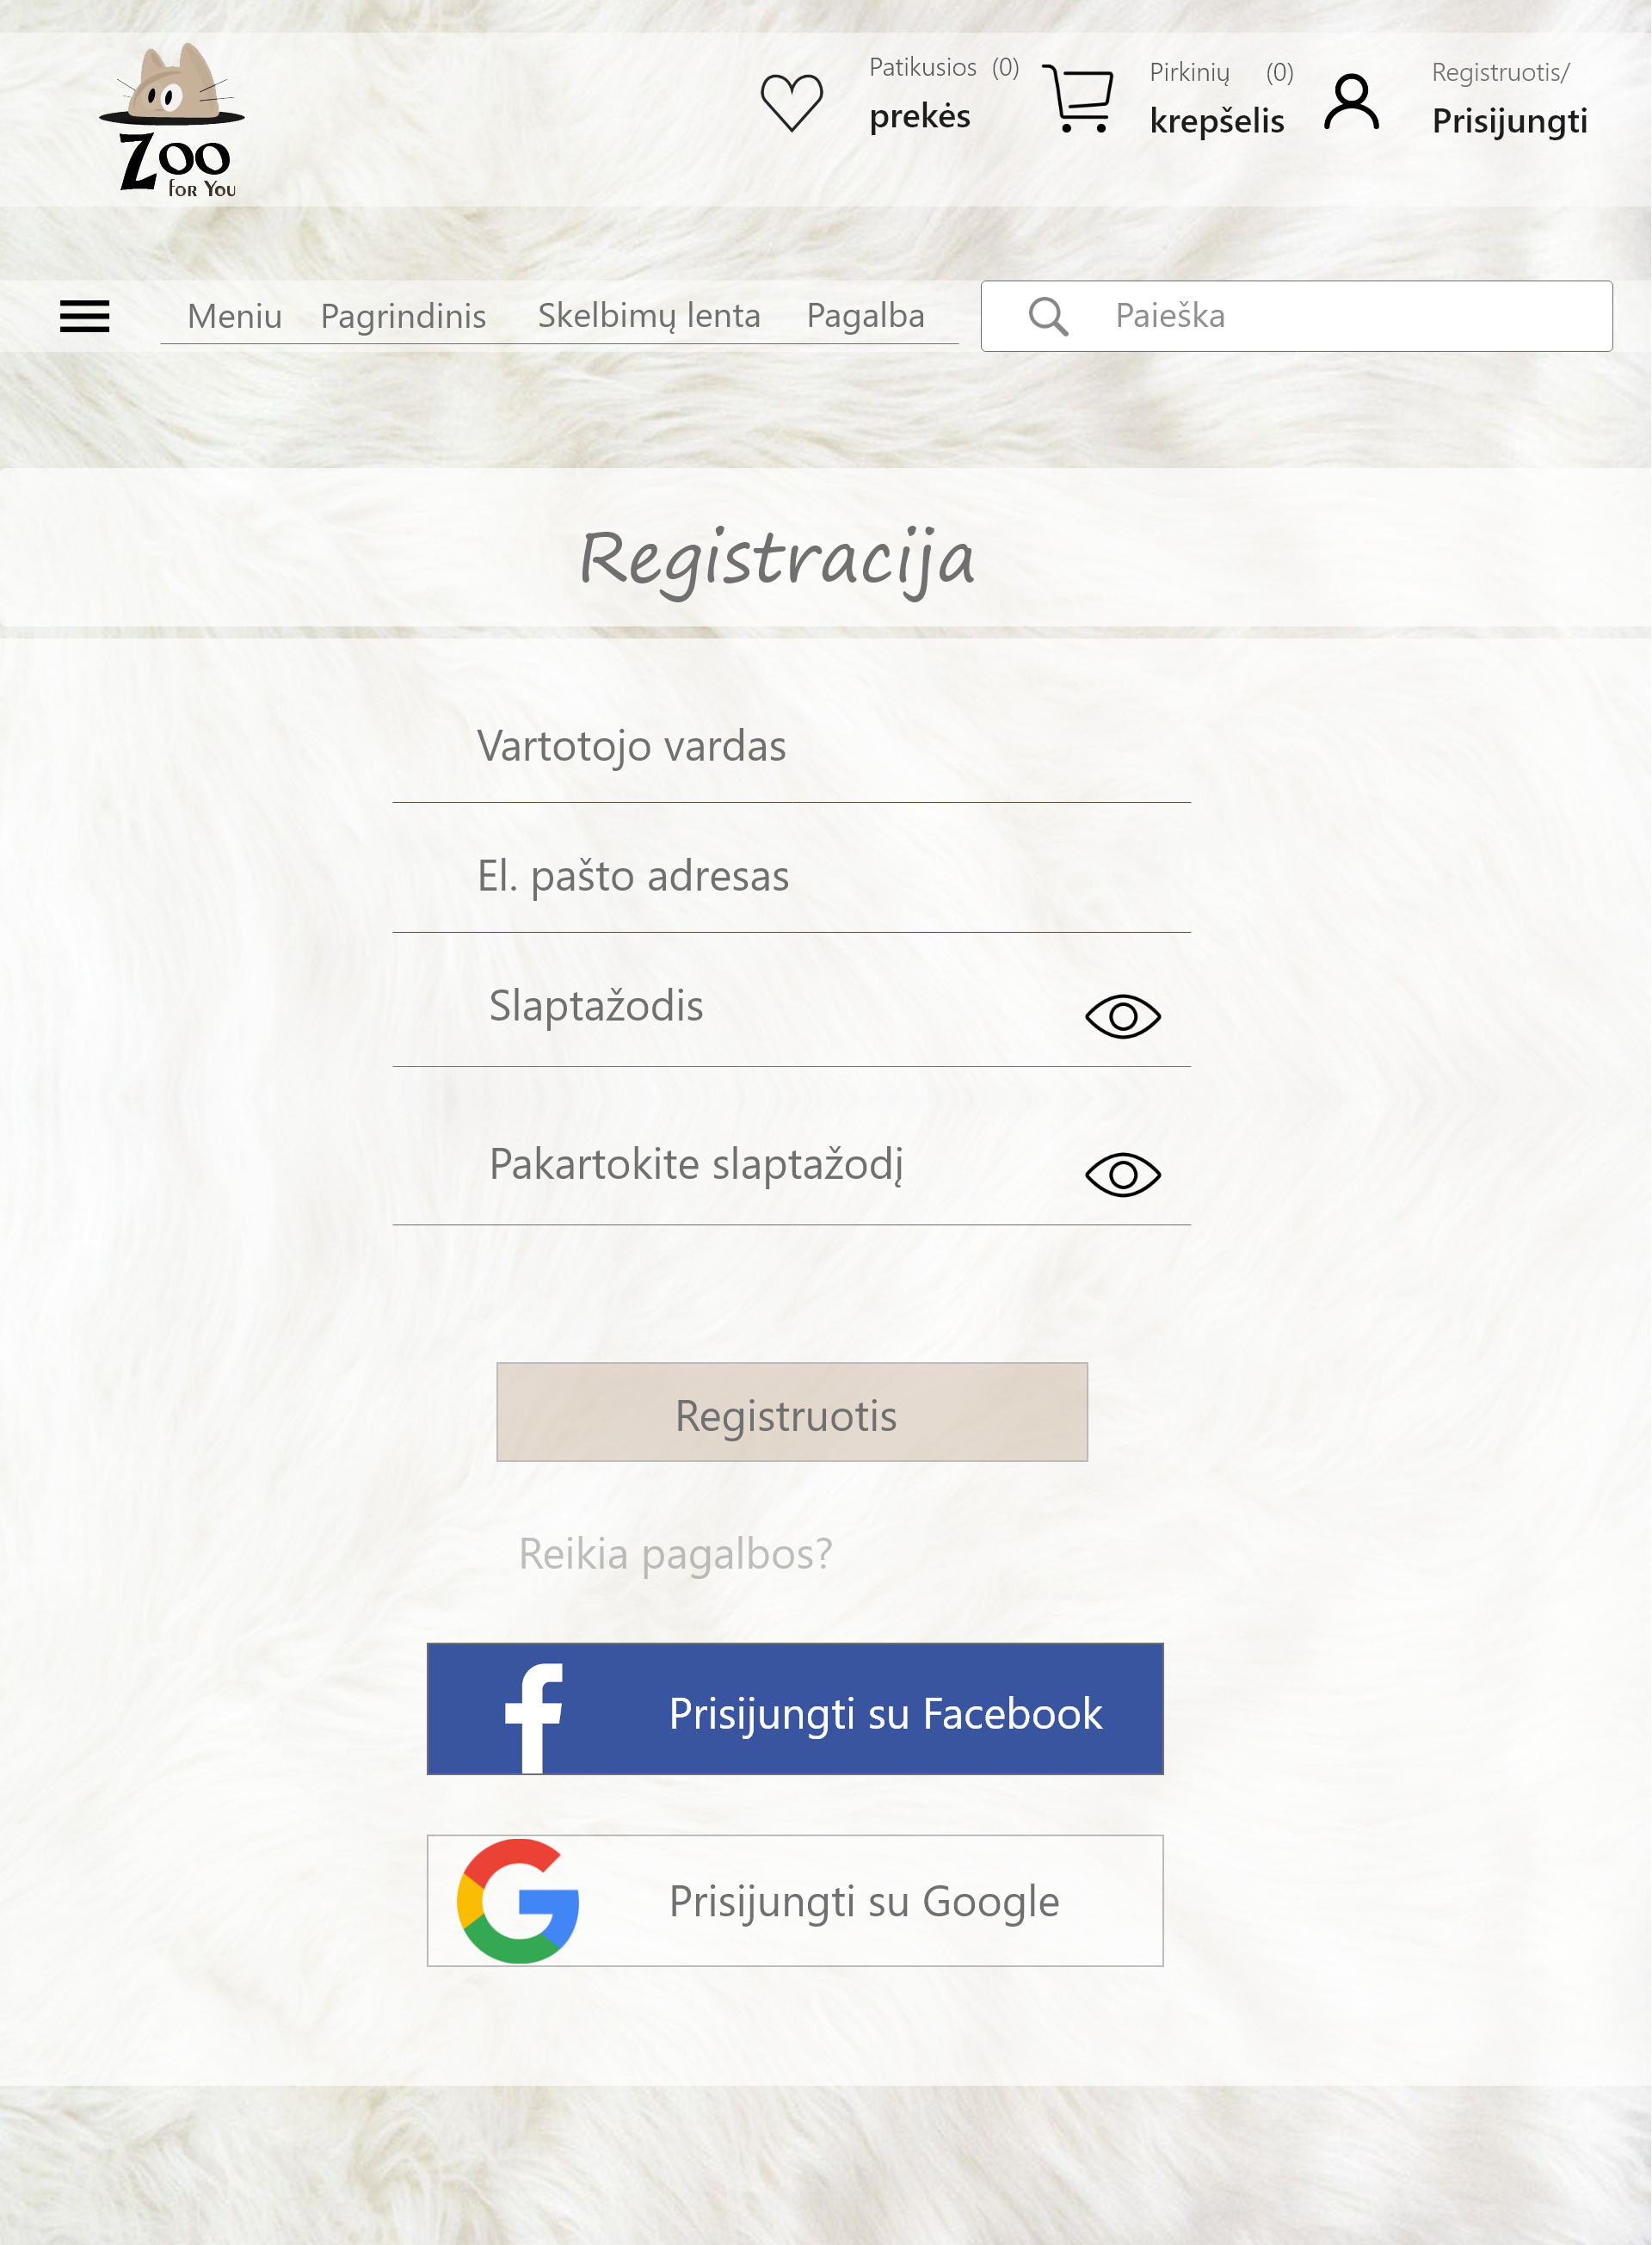 Zoo
for You
Patikusios (0)
prekės
Pirkinių (0)
krepšelis
Registruotis/
Prisijungti
Meniu Pagrindinis Skelbimų lenta Pagalba Paieška
Registracija
Vartotojo vardas
El. pašto adresas
Slaptažodis
Pakartokite slaptažodį
Registruotis
Reikia pagalbos?
Prisijungti su Facebook
Prisijungti su Google